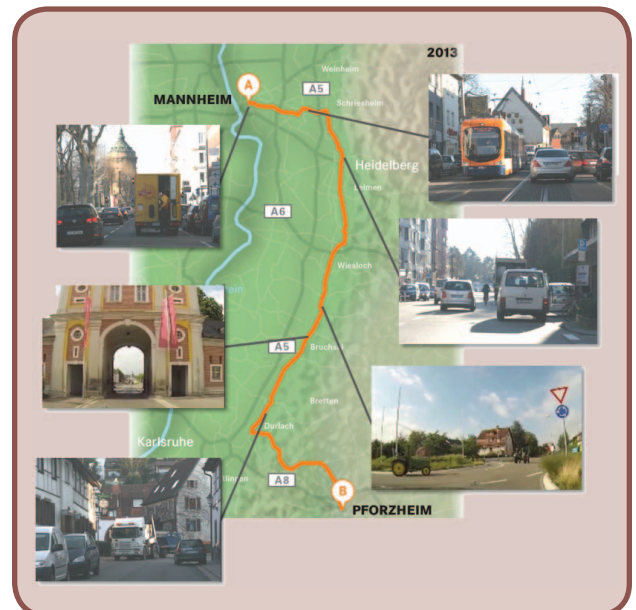 2013
Weinheim
A
A5
MANNHEIM
Schriesheim
Heidelberg
Leimen
A6
Wiesloch
A5
Bruchsal
Bretten
Durlach
Karlsruhe
A8
B
PFORZHEIM